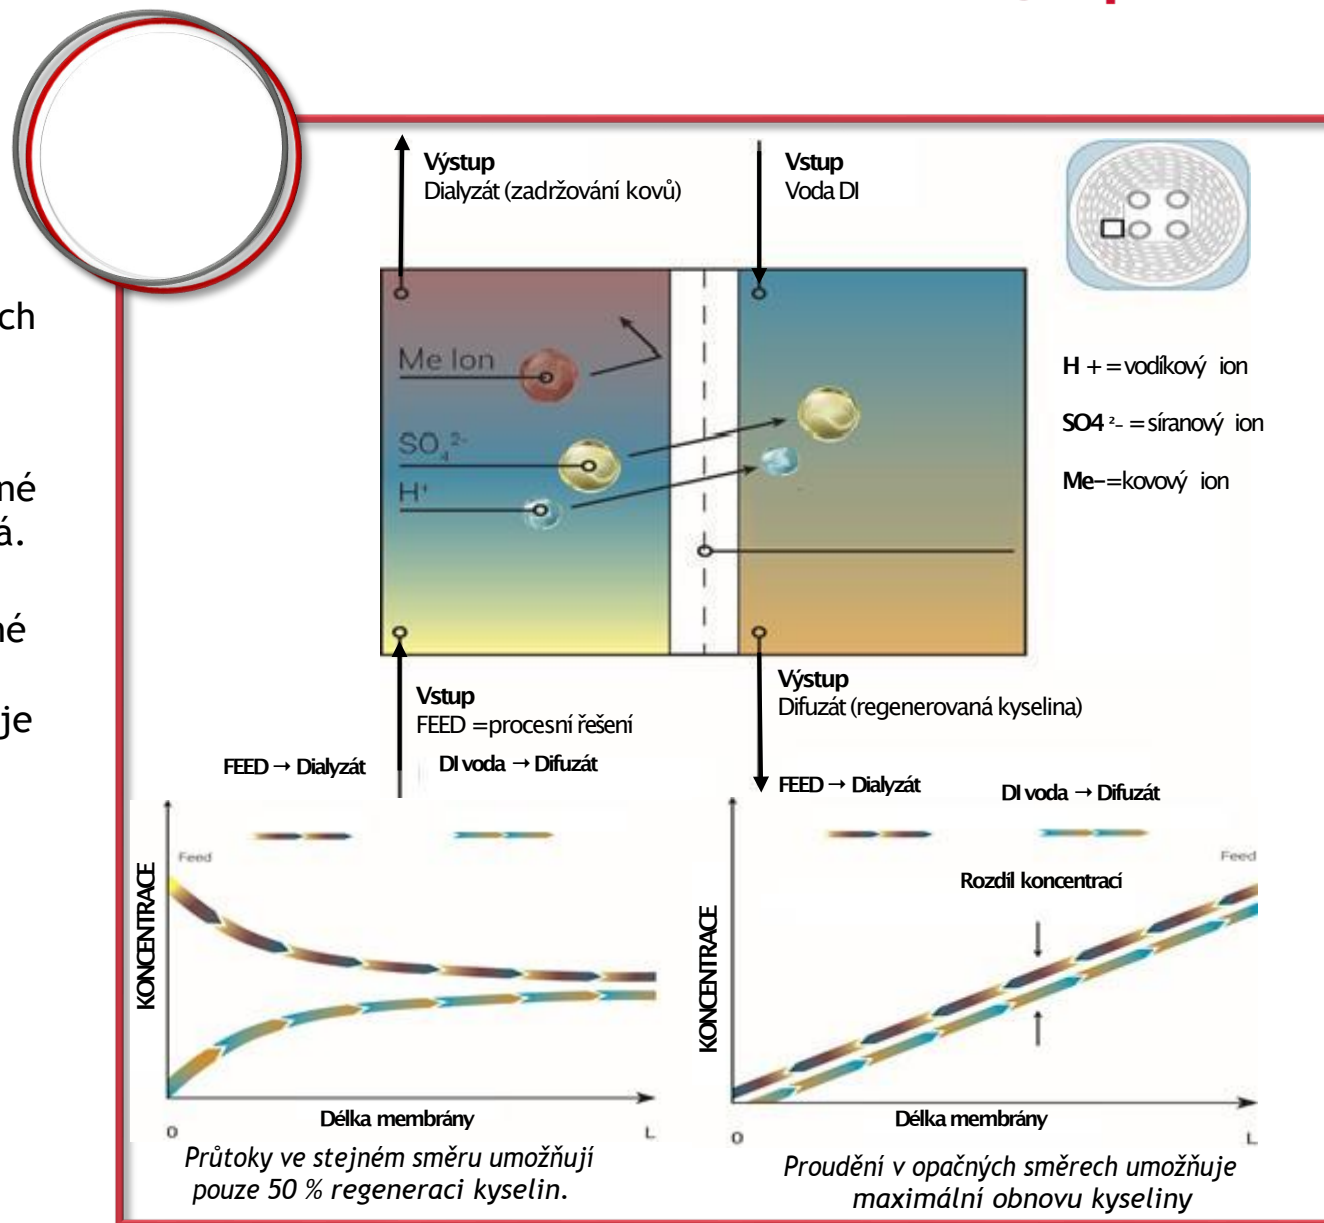 ch
né
á.
né
je
Výstup
Dialyzát (zadržování kovů)
Vstup
Voda DI
Me Ion
SO₄²⁻
H⁺
H + = vodíkový ion
SO4 ²- = síranový ion
Me-=kovový ion
Vstup
FEED =procesní řešení
Výstup
Difuzát (regenerovaná kyselina)
FEED → Dialyzát
DI voda → Difuzát
Feed
KONCENTRACE
0
Délka membrány
L
Průtoky ve stejném směru umožňují
pouze 50 % regeneraci kyselin.
FEED → Dialyzát
DI voda → Difuzát
Feed
Rozdíl koncentrací
KONCENTRACE
0
Délka membrány
L
Proudění v opačných směrech umožňuje
maximální obnovu kyseliny